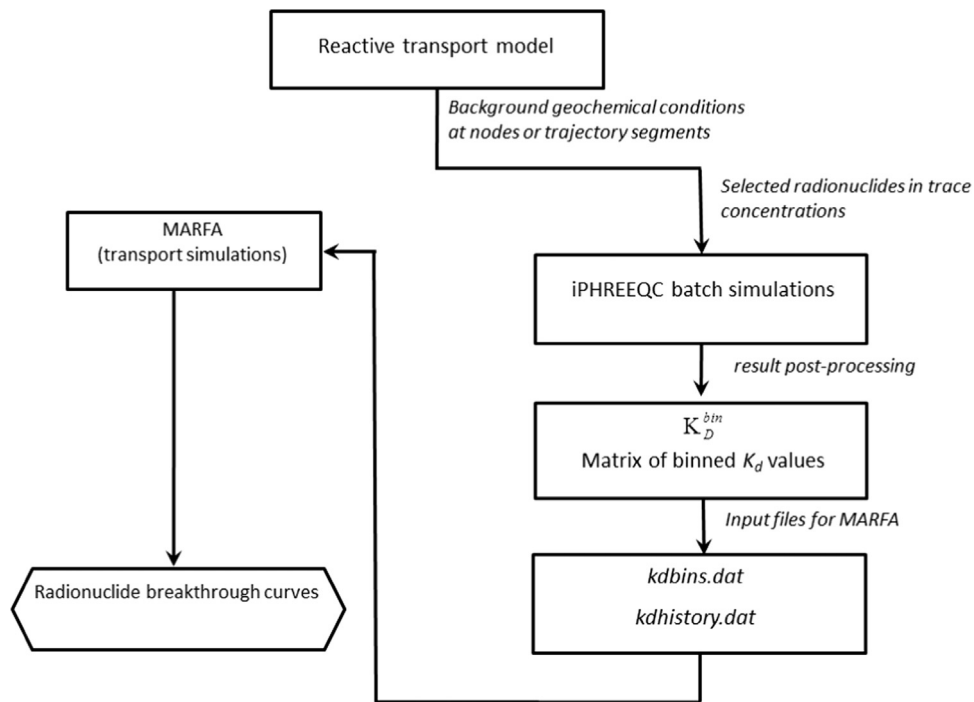 Reactive transport model
Background geochemical conditions
at nodes or trajectory segments
Selected radionuclides in trace
concentrations
MARFA
(transport simulations)
iPHREEQC batch simulations
result post-processing
K_D^bin
Matrix of binned K_d values
Input files for MARFA
kdbins.dat
kdhistory.dat
Radionuclide breakthrough curves